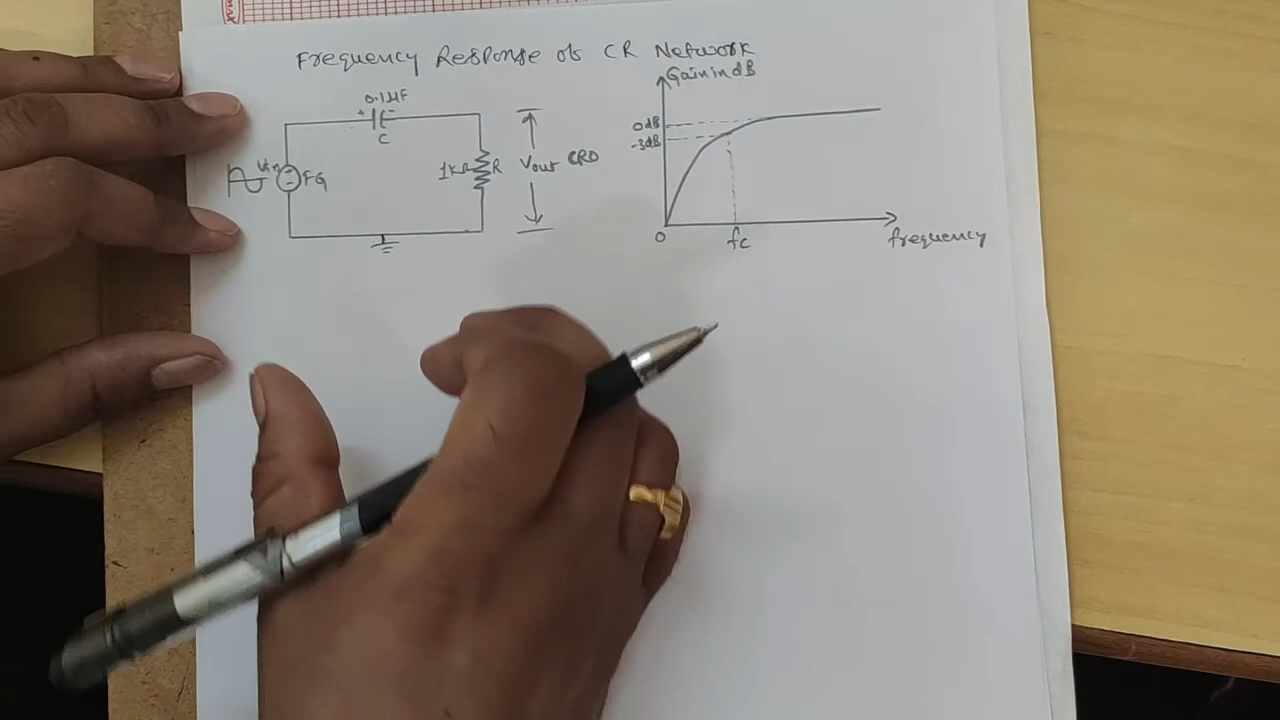 Frequency Response of CR Network
0.1μF
+ -
C
Vin
FG
1kΩ
R
Vout CRO
Gain in dB
0dB
-3dB
0
fc
frequency